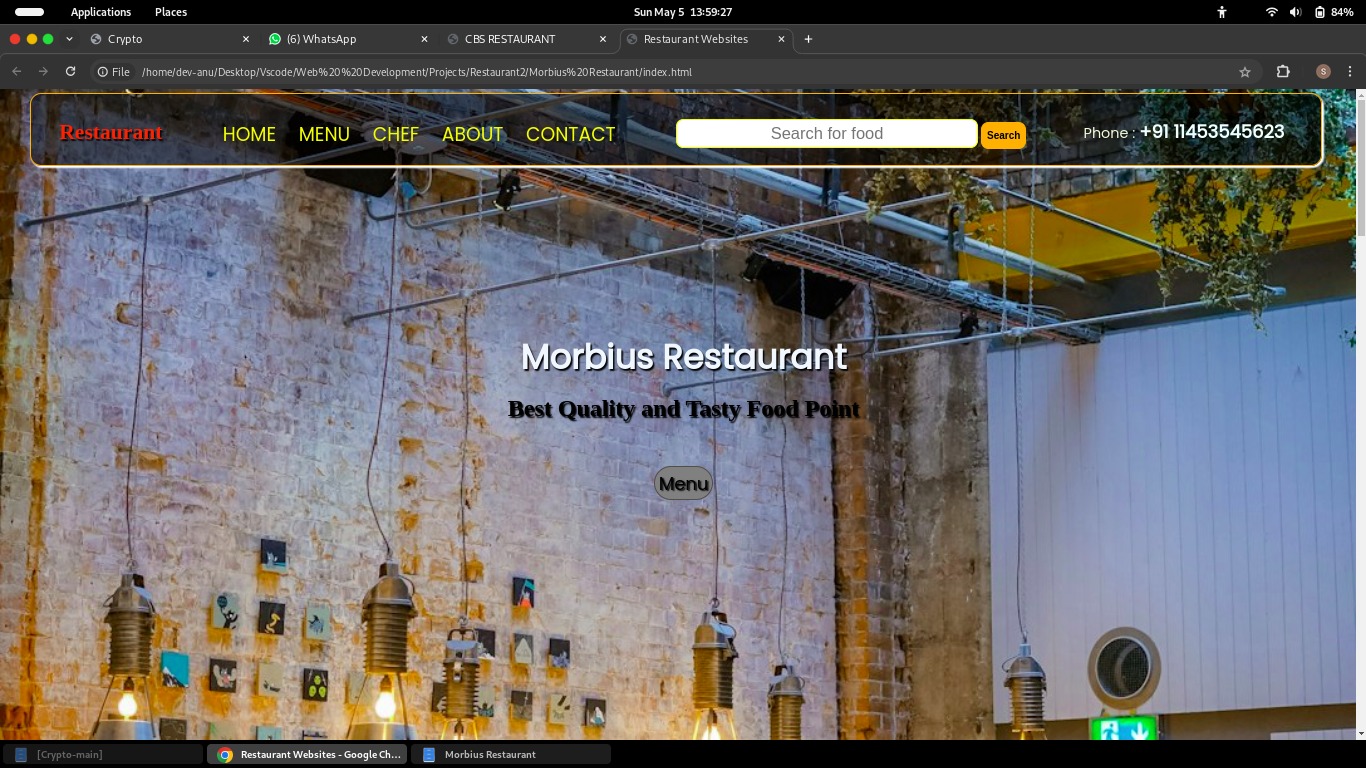 Applications Places Sun May 5 13:59:27 84%
Crypto (6) WhatsApp CBS RESTAURANT Restaurant Websites
File /home/dev-anu/Desktop/Vscode/Web%20%20Development/Projects/Restaurant2/Morbius%20Restaurant/index.html S
Restaurant HOME MENU CHEF ABOUT CONTACT Search for food Search Phone : +91 11453545623
Morbius Restaurant
Best Quality and Tasty Food Point
Menu
[Crypto-main] Restaurant Websites - Google Ch... Morbius Restaurant